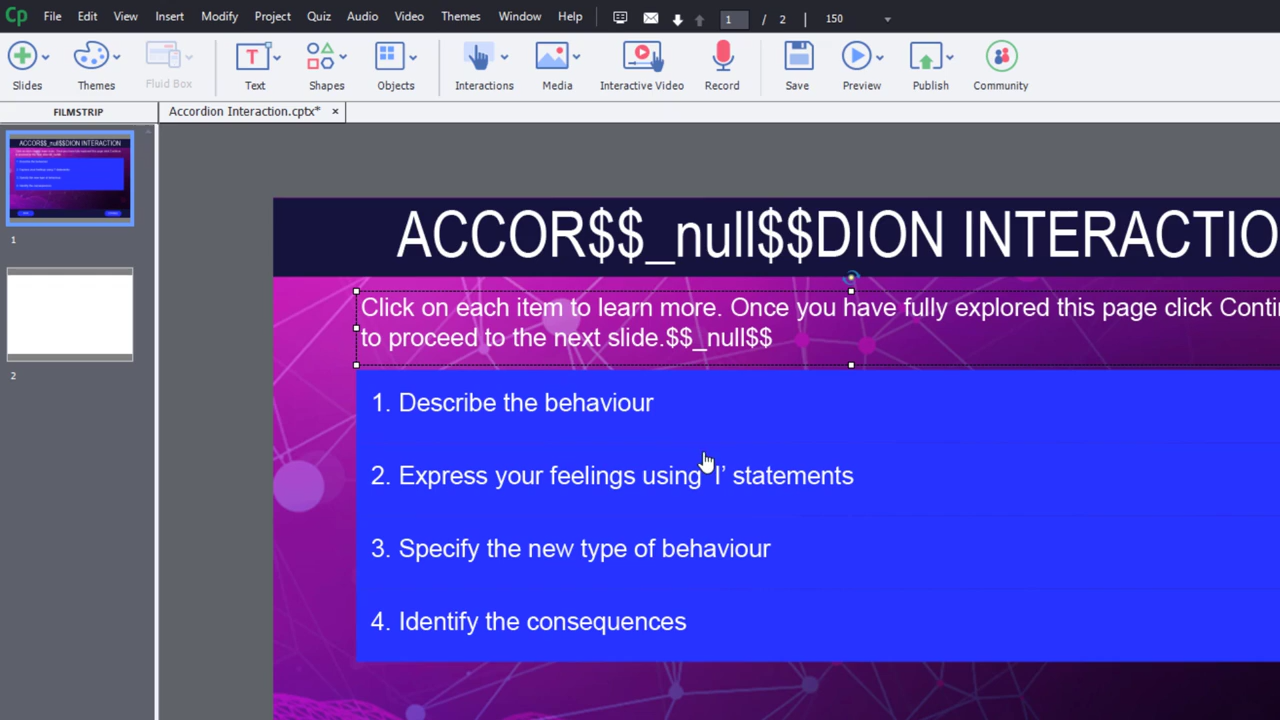 Cp File Edit View Insert Modify Project Quiz Audio Video Themes Window Help 1 / 2 150
Slides Themes Fluid Box Text Shapes Objects Interactions Media Interactive Video Record Save Preview Publish Community
FILMSTRIP Accordion Interaction.cptx* ×
ACCOR$$_null$$DION INTERACTION
1
2
ACCOR$$_null$$DION INTERACTIO
Click on each item to learn more. Once you have fully explored this page click Conti
to proceed to the next slide.$$_null$$
1. Describe the behaviour
2. Express your feelings using 'I' statements
3. Specify the new type of behaviour
4. Identify the consequences